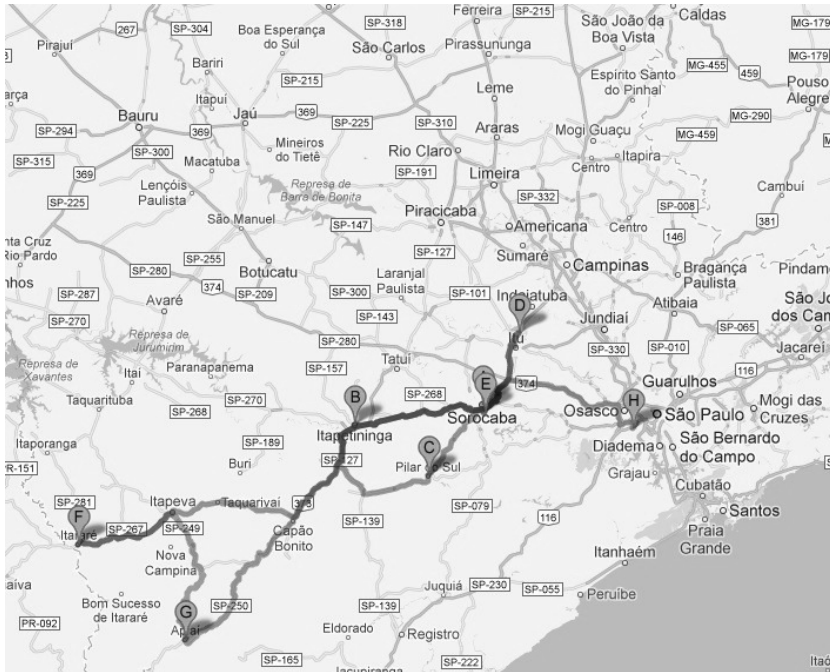 Ferreira
SP-215
Caldas
SP-304
SP-318
267
Boa Esperança
do Sul
São João da
Boa Vista
MG-179
Pirajuí
São Carlos
Pirassununga
Bariri
SP-215
MG-455
459
MG-179
Leme
Espírito Santo
do Pinhal
Pouso
Alegre
Itapuí
369
Bauru
Jaú
SP-225
SP-310
MG-290
SP-294
369
Araras
Mogi Guaçu
MG-459
SP-300
Mineiros
do Tietê
Rio Claro
Itapira
SP-315
Macatuba
Centro
369
SP-191
Limeira
Cambuí
Lençóis
Paulista
Represa de
Barra de Bonita
SP-332
SP-008
SP-225
Piracicaba
Americana
Centro
381
São Manuel
SP-147
146
Rio Pardo
SP-255
SP-127
Sumaré
SP-280
Botucatu
Campinas
Bragança
Paulista
374
SP-209
SP-300
Laranjal
Paulista
SP-101
SP-287
Avaré
SP-143
D
Atibaia
SP-270
Jundiaí
SP-065
Represa de
Jurumirim
SP-280
SP-330
SP-010
Jacareí
Represa de
Xavantes
SP-157
Tatuí
Itaí
Paranapanema
374
116
E
Guarulhos
Taquarituba
SP-270
B
SP-268
H
Mogi das
Cruzes
SP-268
Sorocaba
Osasco
São Paulo
Itapetininga
Itaporanga
SP-189
C
Diadema
São Bernardo
do Campo
PR-151
Buri
SP-127
Grajau
SP-281
Itapeva
Taquarivaí
373
SP-079
Cubatão
F
SP-267
SP-249
Capão
Bonito
SP-139
116
Santos
Itararé
Praia
Grande
Nova
Campina
Itanhaém
Juquiá
SP-230
SP-055
Peruíbe
Bom Sucesso
de Itararé
G
SP-250
SP-139
PR-092
Eldorado
Registro
SP-165
SP-222